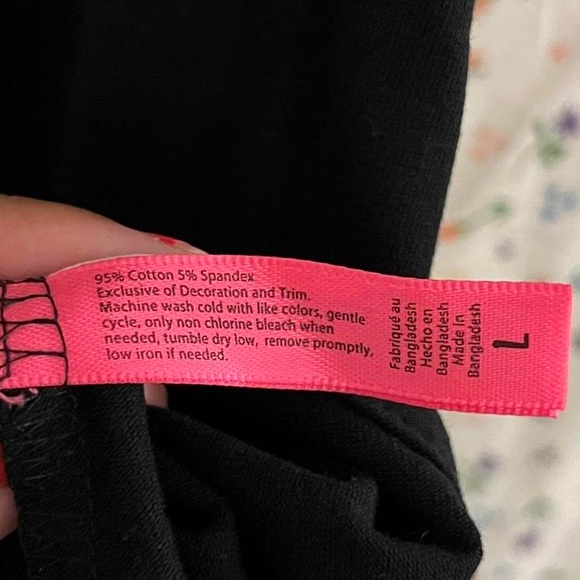 95% Cotton 5% Spandex
Exclusive of Decoration and Trim.
Machine wash cold with like colors, gentle
cycle, only non chlorine bleach when
needed, tumble dry low, remove promptly,
low iron if needed.
Fabriqué au
Bangladesh
Hecho en
Bangladesh
Made in
Bangladesh
L